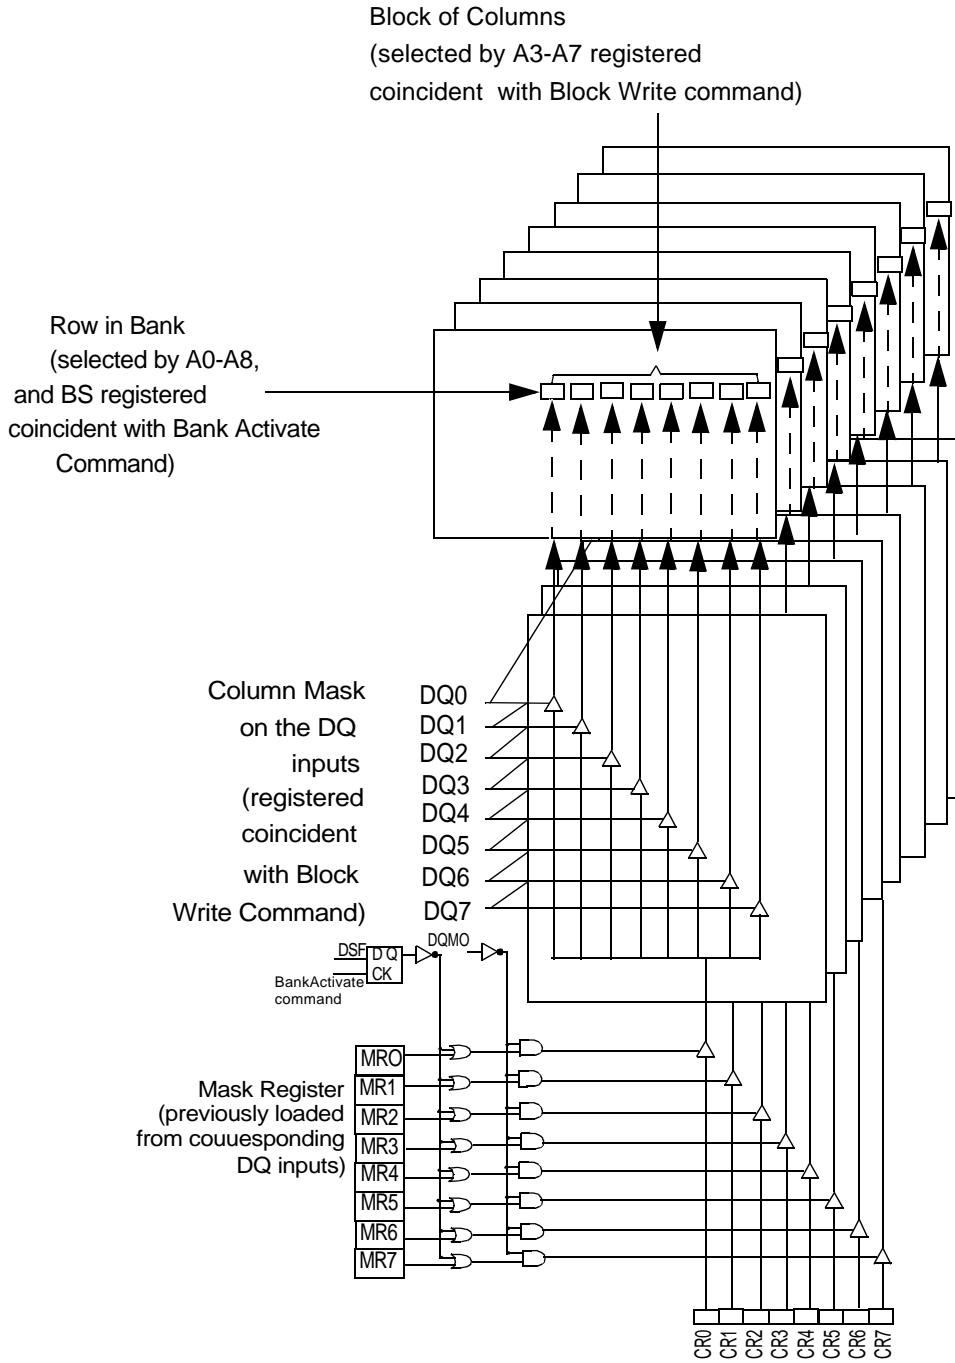 Block of Columns
(selected by A3-A7 registered
coincident with Block Write command)
Row in Bank
(selected by A0-A8,
and BS registered
coincident with Bank Activate
Command)
Column Mask
on the DQ
inputs
(registered
coincident
with Block
Write Command)
DQ0
DQ1
DQ2
DQ3
DQ4
DQ5
DQ6
DQ7
DSF
D Q
CK
BankActivate
command
DQMO
Mask Register
(previously loaded
from couuesponding
DQ inputs)
MRO
MR1
MR2
MR3
MR4
MR5
MR6
MR7
CR0
CR1
CR2
CR3
CR4
CR5
CR6
CR7